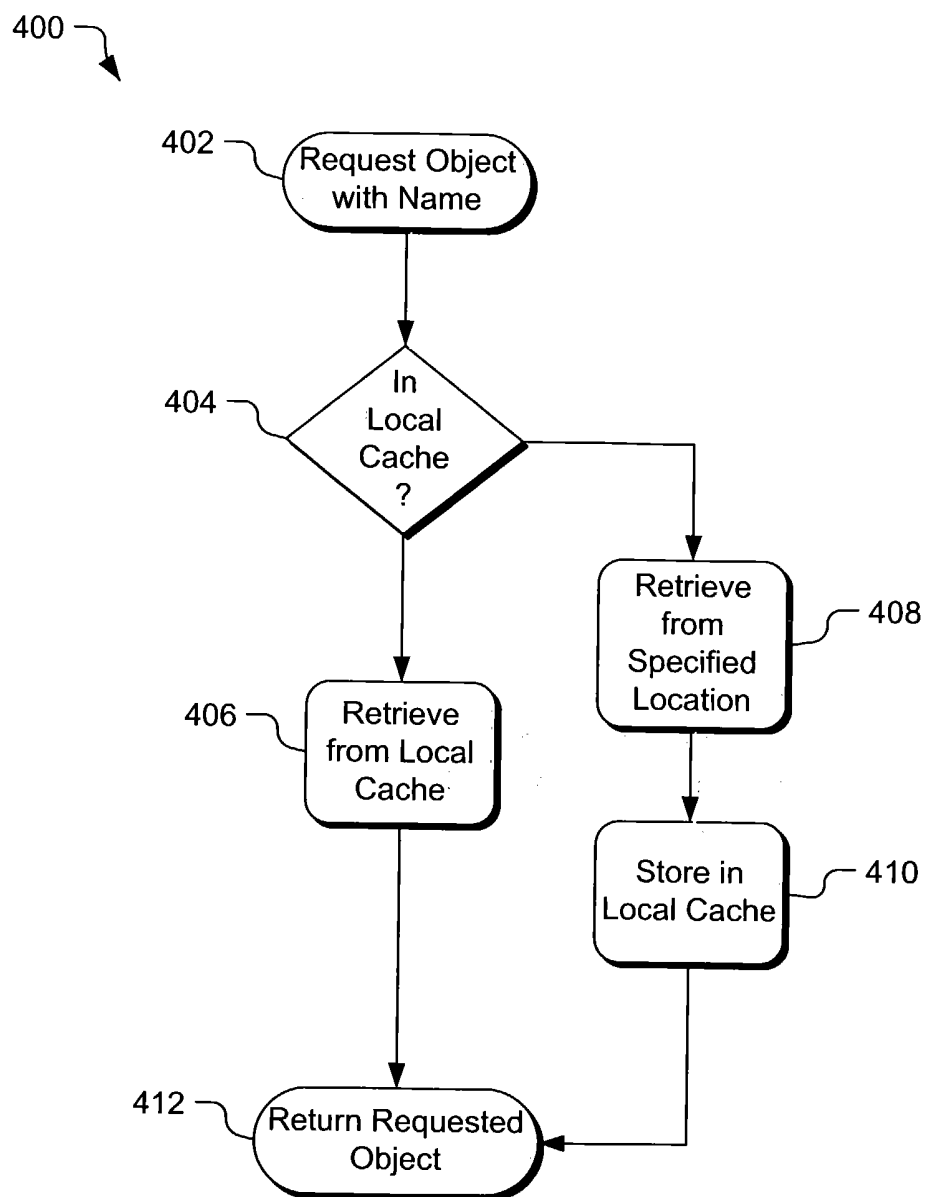 400
402
Request Object
with Name
In
Local
Cache
?
404
Retrieve
from
Specified
Location
408
406
Retrieve
from Local
Cache
Store in
Local Cache
410
412
Return Requested
Object